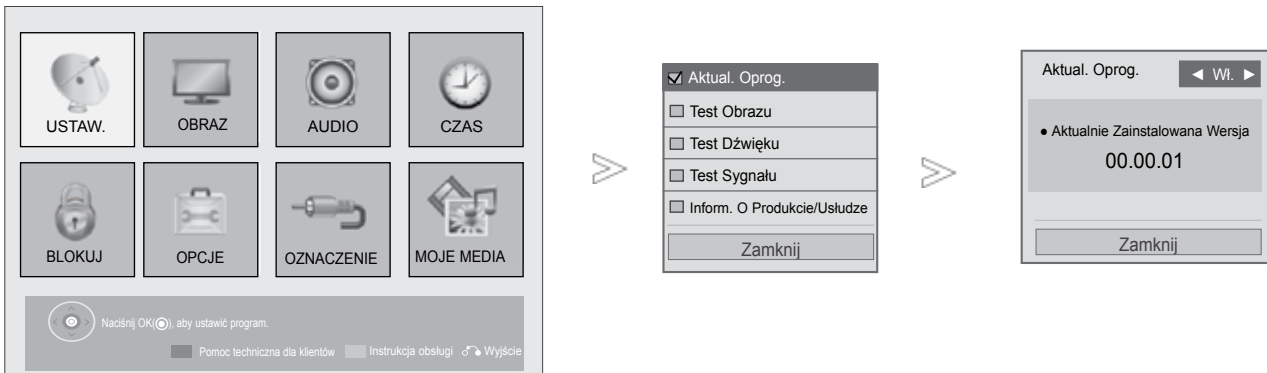 USTAW.
OBRAZ
AUDIO
CZAS
BLOKUJ
OPCJE
OZNACZENIE
MOJE MEDIA
Naciśnij OK(◉), aby ustawić program.
Pomoc techniczna dla klientów Instrukcja obsługi Wyjście
Aktual. Oprog.
Test Obrazu
Test Dźwięku
Test Sygnału
Inform. O Produkcie/Usłudze
Zamknij
Aktual. Oprog. ◄ Wł. ►
● Aktualnie Zainstalowana Wersja
00.00.01
Zamknij